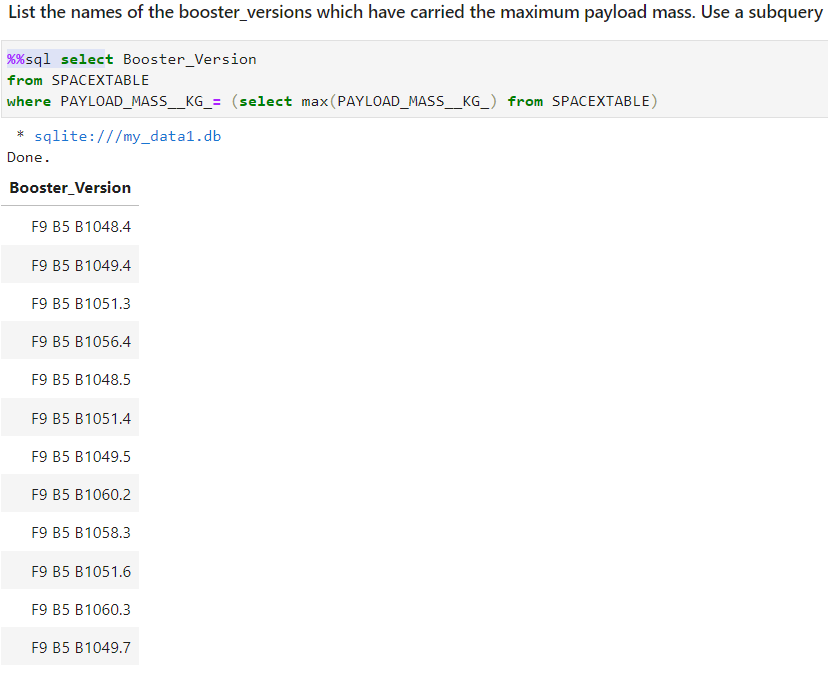 List the names of the booster_versions which have carried the maximum payload mass. Use a subquery
%%sql select Booster_Version
from SPACEXTABLE
where PAYLOAD_MASS__KG_= (select max(PAYLOAD_MASS__KG_) from SPACEXTABLE)
* sqlite:///my_data1.db
Done.
Booster_Version
F9 B5 B1048.4
F9 B5 B1049.4
F9 B5 B1051.3
F9 B5 B1056.4
F9 B5 B1048.5
F9 B5 B1051.4
F9 B5 B1049.5
F9 B5 B1060.2
F9 B5 B1058.3
F9 B5 B1051.6
F9 B5 B1060.3
F9 B5 B1049.7